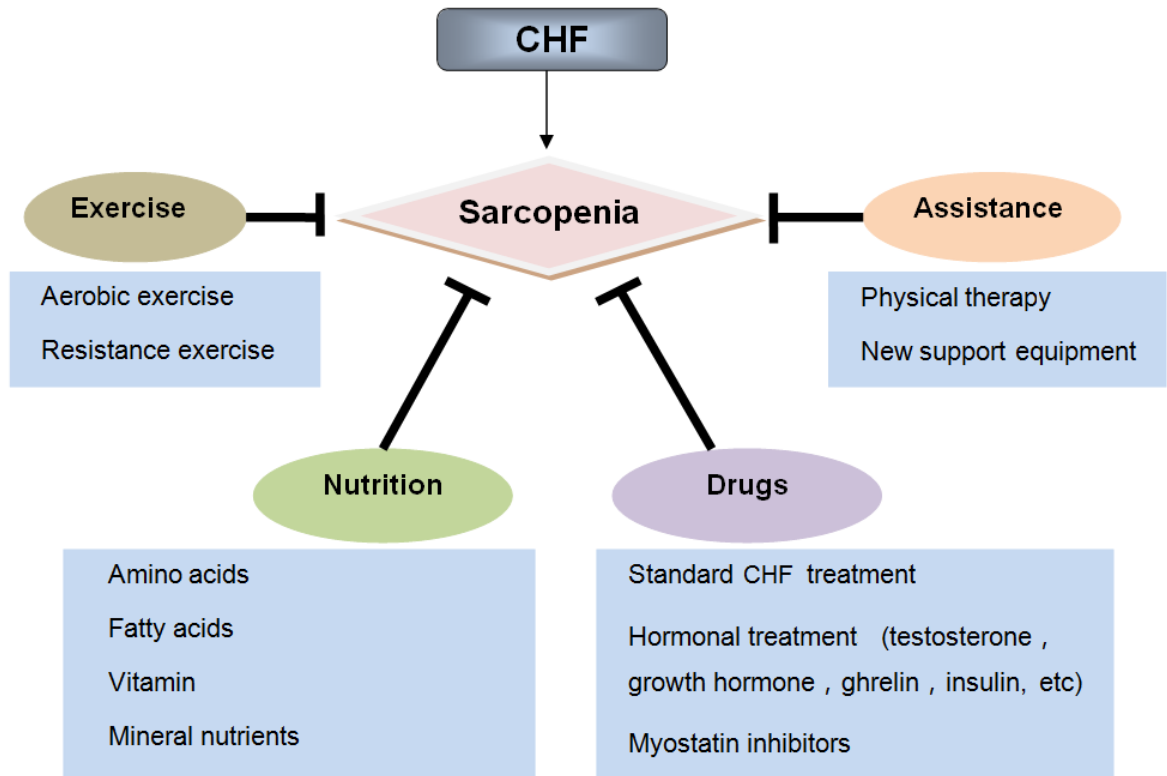 CHF
Sarcopenia
Exercise
Aerobic exercise
Resistance exercise
Assistance
Physical therapy
New support equipment
Nutrition
Amino acids
Fatty acids
Vitamin
Mineral nutrients
Drugs
Standard CHF treatment
Hormonal treatment (testosterone ,
growth hormone , ghrelin , insulin, etc)
Myostatin inhibitors